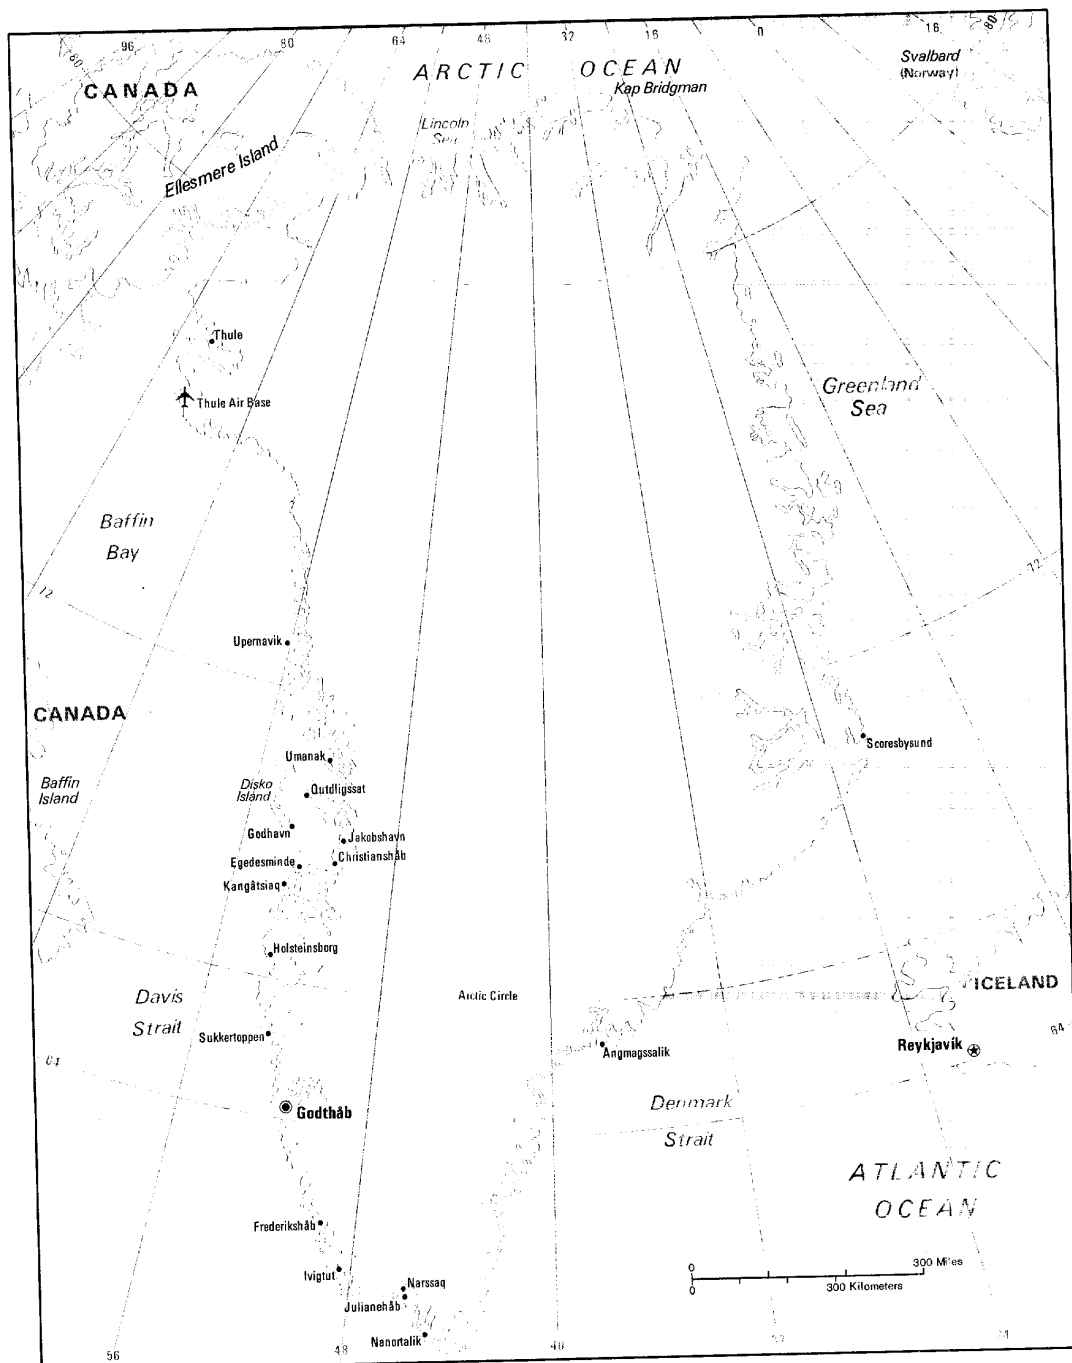 96
80
64
48
32
16
0
16
80
780
ARCTIC OCEAN
Svalbard
(Norway)
CANADA
Kap Bridgman
Lincoln
Sea
Ellesmere Island
Thule
Thule Air Base
Greenland
Sea
Baffin
Bay
72
72
Upernavik
CANADA
Scoresbysund
Umanak
Baffin
Island
Disko
Island
Qutdligssat
Godhavn
Jakobshavn
Christianshåb
Egedesminde
Kangâtsiaq
Holsteinsborg
Davis
Strait
Arctic Circle
ICELAND
Sukkertoppen
Reykjavík
64
Angmagssalik
64
Godthåb
Denmark
Strait
ATLANTIC
OCEAN
Frederikshåb
Ivigtut
Narssaq
Julianehåb
Nanortalik
0
300 Miles
0
300 Kilometers
56
48
40